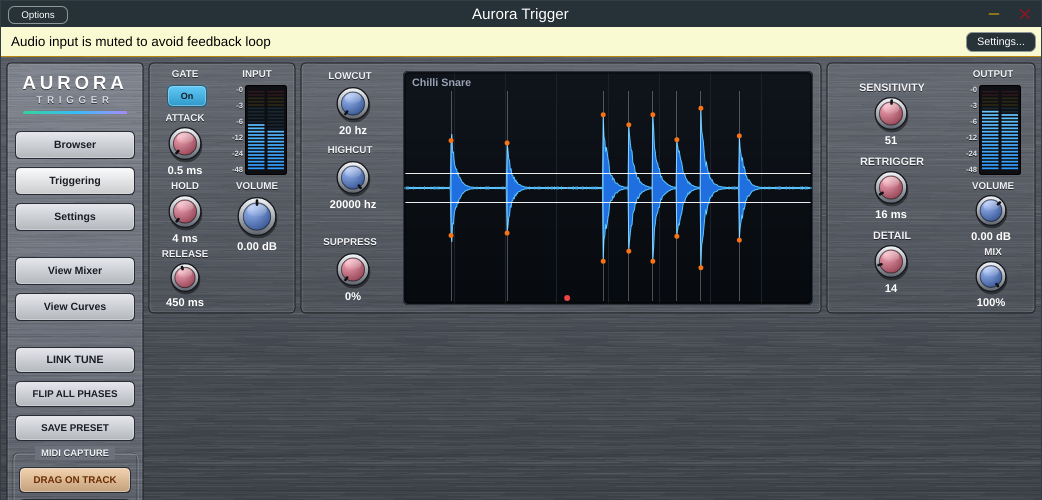 Options
Aurora Trigger
Audio input is muted to avoid feedback loop
Settings...
AURORA
TRIGGER
Browser
Triggering
Settings
View Mixer
View Curves
LINK TUNE
FLIP ALL PHASES
SAVE PRESET
MIDI CAPTURE
DRAG ON TRACK
GATE
On
ATTACK
0.5 ms
HOLD
4 ms
RELEASE
450 ms
INPUT
-0
-3
-6
-12
-24
-48
VOLUME
0.00 dB
LOWCUT
20 hz
HIGHCUT
20000 hz
SUPPRESS
0%
Chilli Snare
SENSITIVITY
51
RETRIGGER
16 ms
DETAIL
14
OUTPUT
-0
-3
-6
-12
-24
-48
VOLUME
0.00 dB
MIX
100%